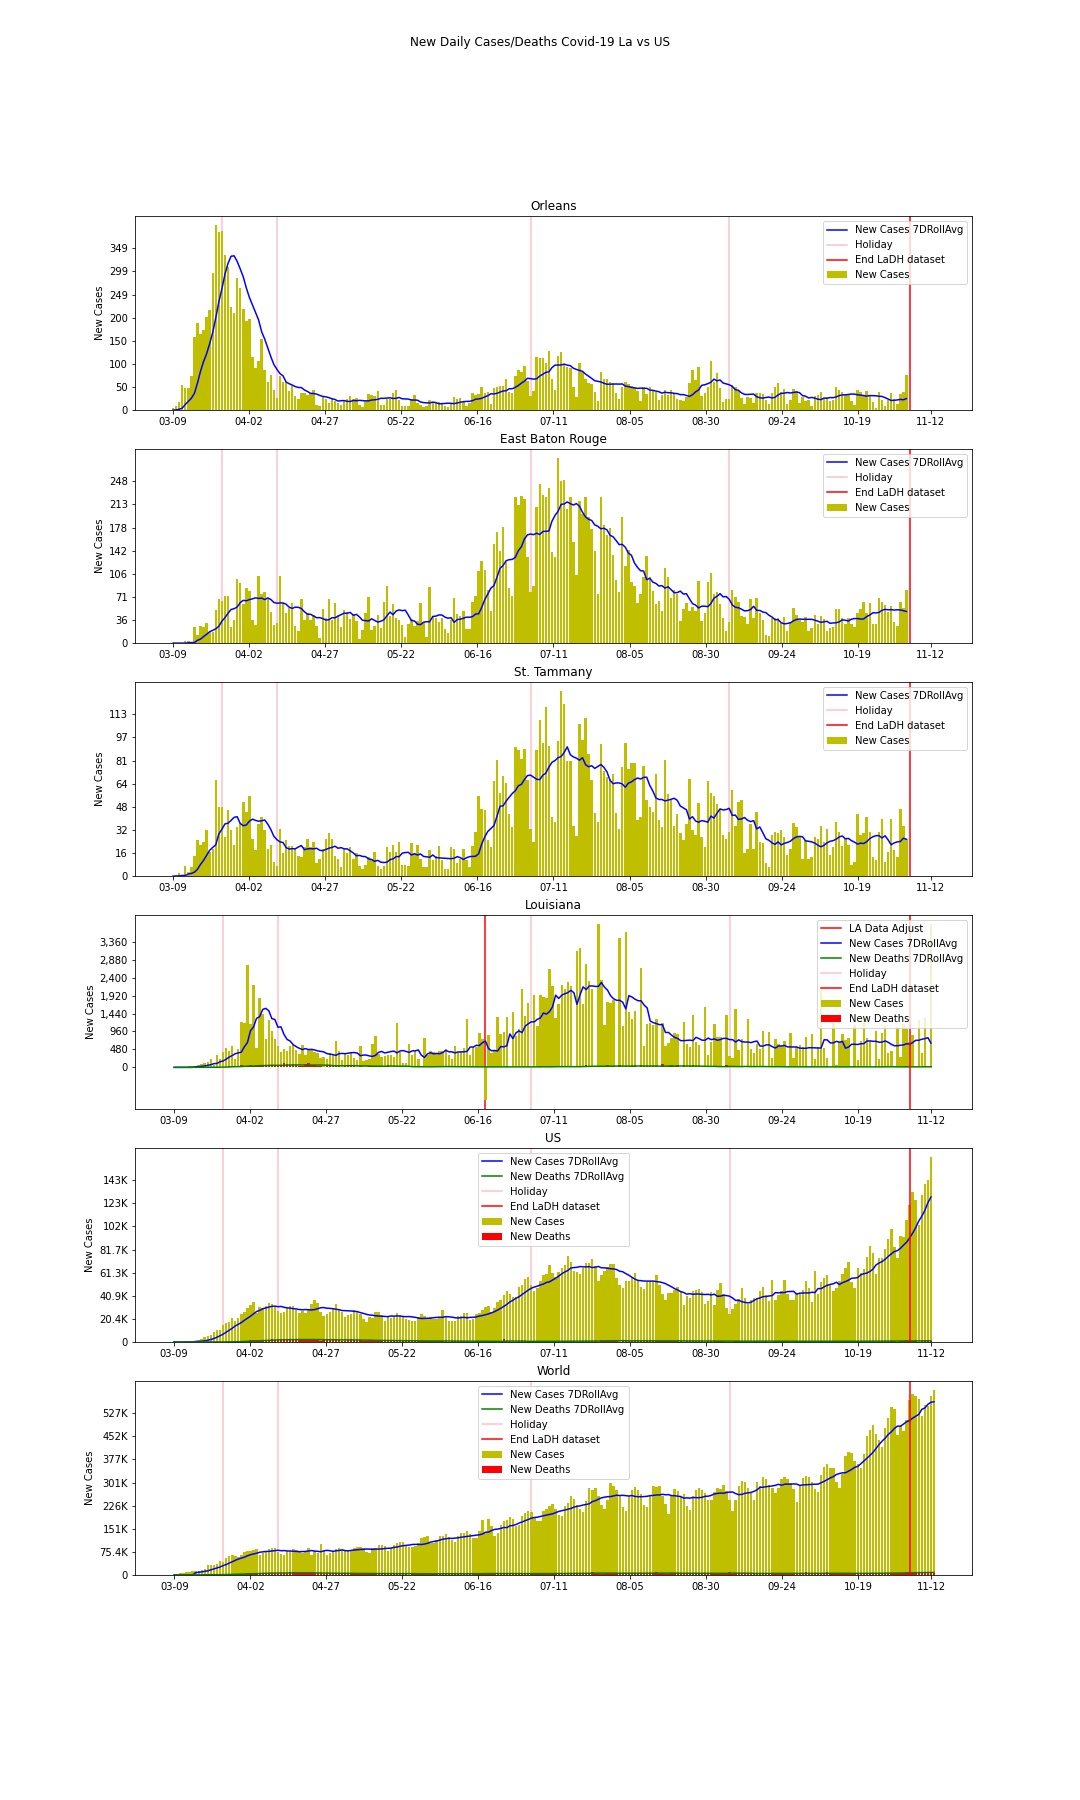 New Daily Cases/Deaths Covid-19 La vs US
Orleans
349
299
249
200
150
100
50
0
New Cases
New Cases 7DRollAvg
Holiday
End LaDH dataset
New Cases
03-09 04-02 04-27 05-22 06-16 07-11 08-05 08-30 09-24 10-19 11-12
East Baton Rouge
248
213
178
142
106
71
36
0
New Cases
New Cases 7DRollAvg
Holiday
End LaDH dataset
New Cases
03-09 04-02 04-27 05-22 06-16 07-11 08-05 08-30 09-24 10-19 11-12
St. Tammany
113
97
81
64
48
32
16
0
New Cases
New Cases 7DRollAvg
Holiday
End LaDH dataset
New Cases
03-09 04-02 04-27 05-22 06-16 07-11 08-05 08-30 09-24 10-19 11-12
Louisiana
3,360
2,880
2,400
1,920
1,440
960
480
0
New Cases
LA Data Adjust
New Cases 7DRollAvg
New Deaths 7DRollAvg
Holiday
End LaDH dataset
New Cases
New Deaths
03-09 04-02 04-27 05-22 06-16 07-11 08-05 08-30 09-24 10-19 11-12
US
143K
123K
102K
81.7K
61.3K
40.9K
20.4K
0
New Cases
New Cases 7DRollAvg
New Deaths 7DRollAvg
Holiday
End LaDH dataset
New Cases
New Deaths
03-09 04-02 04-27 05-22 06-16 07-11 08-05 08-30 09-24 10-19 11-12
World
527K
452K
377K
301K
226K
151K
75.4K
0
New Cases
New Cases 7DRollAvg
New Deaths 7DRollAvg
Holiday
End LaDH dataset
New Cases
New Deaths
03-09 04-02 04-27 05-22 06-16 07-11 08-05 08-30 09-24 10-19 11-12